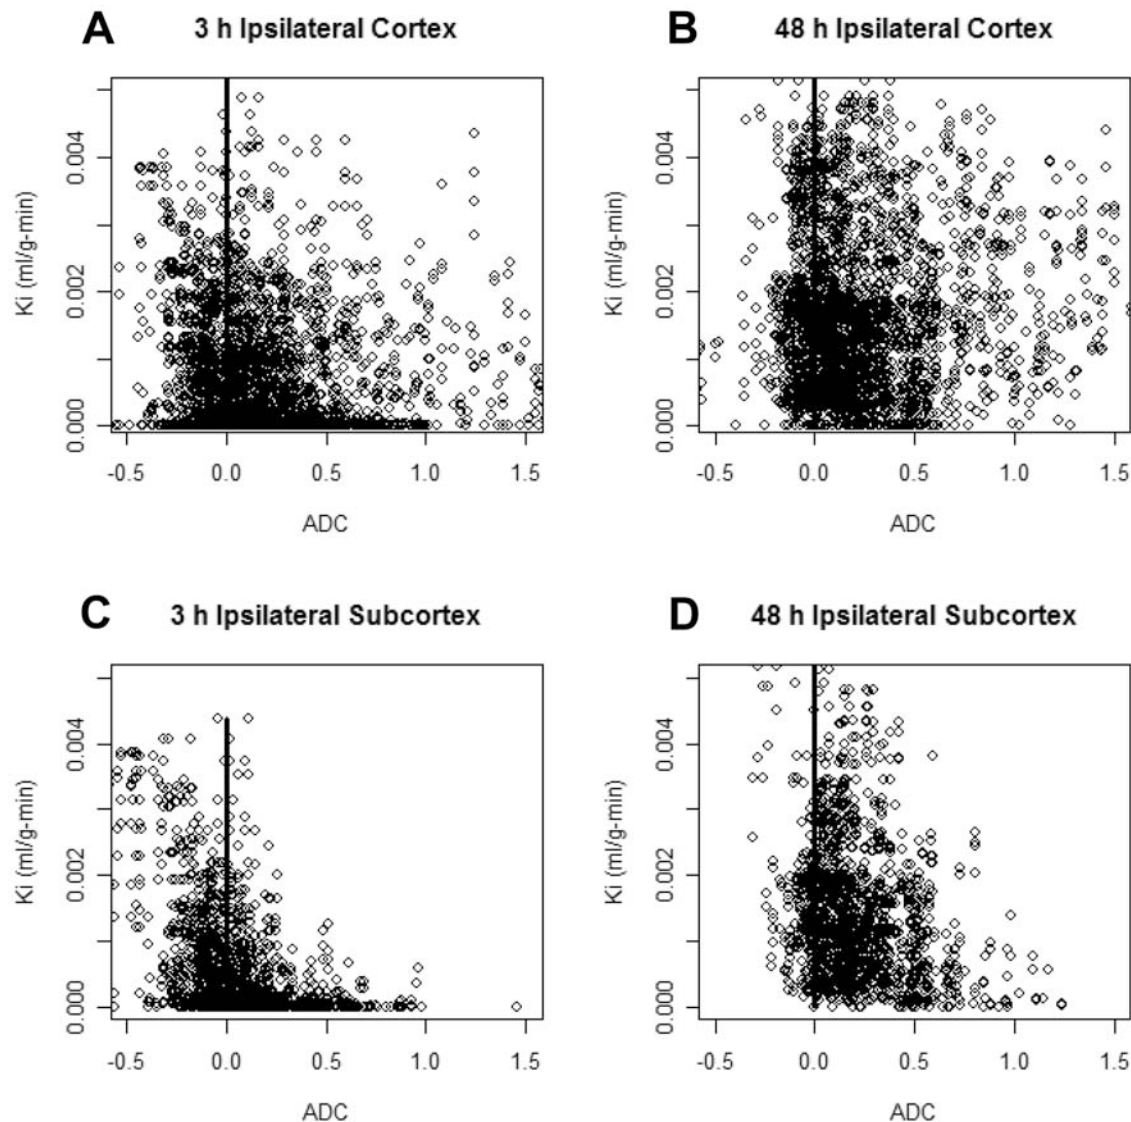 A 3 h Ipsilateral Cortex
B 48 h Ipsilateral Cortex
Ki (ml/g-min)
0.004
0.002
0.000
-0.5 0.0 0.5 1.0 1.5
ADC
Ki (ml/g-min)
0.004
0.002
0.000
-0.5 0.0 0.5 1.0 1.5
ADC
C 3 h Ipsilateral Subcortex
D 48 h Ipsilateral Subcortex
Ki (ml/g-min)
0.004
0.002
0.000
-0.5 0.0 0.5 1.0 1.5
ADC
Ki (ml/g-min)
0.004
0.002
0.000
-0.5 0.0 0.5 1.0 1.5
ADC